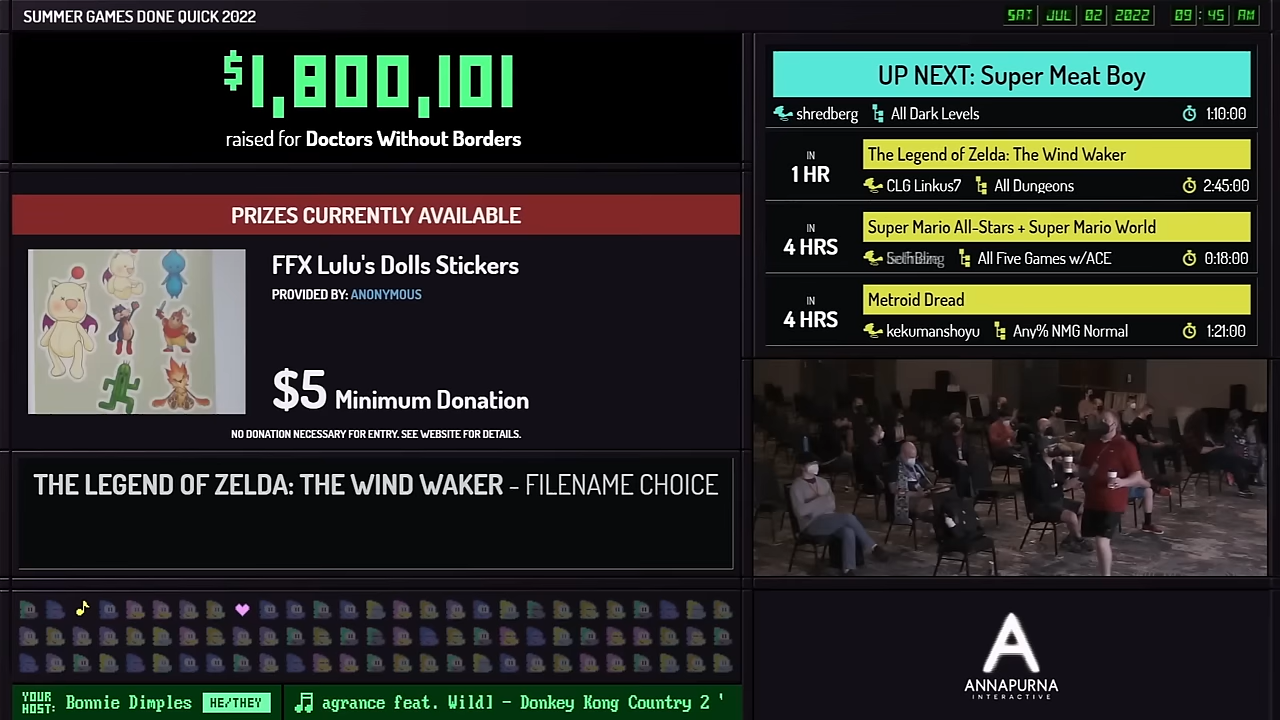 SUMMER GAMES DONE QUICK 2022
SAT JUL 02 2022 09:45 AM
$1,800,101
raised for Doctors Without Borders
PRIZES CURRENTLY AVAILABLE
FFX Lulu's Dolls Stickers
PROVIDED BY: ANONYMOUS
$5 Minimum Donation
NO DONATION NECESSARY FOR ENTRY. SEE WEBSITE FOR DETAILS.
THE LEGEND OF ZELDA: THE WIND WAKER - FILENAME CHOICE
YOUR HOST: Bonnie Dimples HE/THEY
agrance feat. Wild] - Donkey Kong Country 2 '
UP NEXT: Super Meat Boy
shredberg All Dark Levels 1:10:00
IN 1 HR
The Legend of Zelda: The Wind Waker
CLG Linkus7 All Dungeons 2:45:00
IN 4 HRS
Super Mario All-Stars + Super Mario World
All Five Games w/ACE 0:18:00
IN 4 HRS
Metroid Dread
kekumanshoyu Any% NMG Normal 1:21:00
A
ANNAPURNA
INTERACTIVE